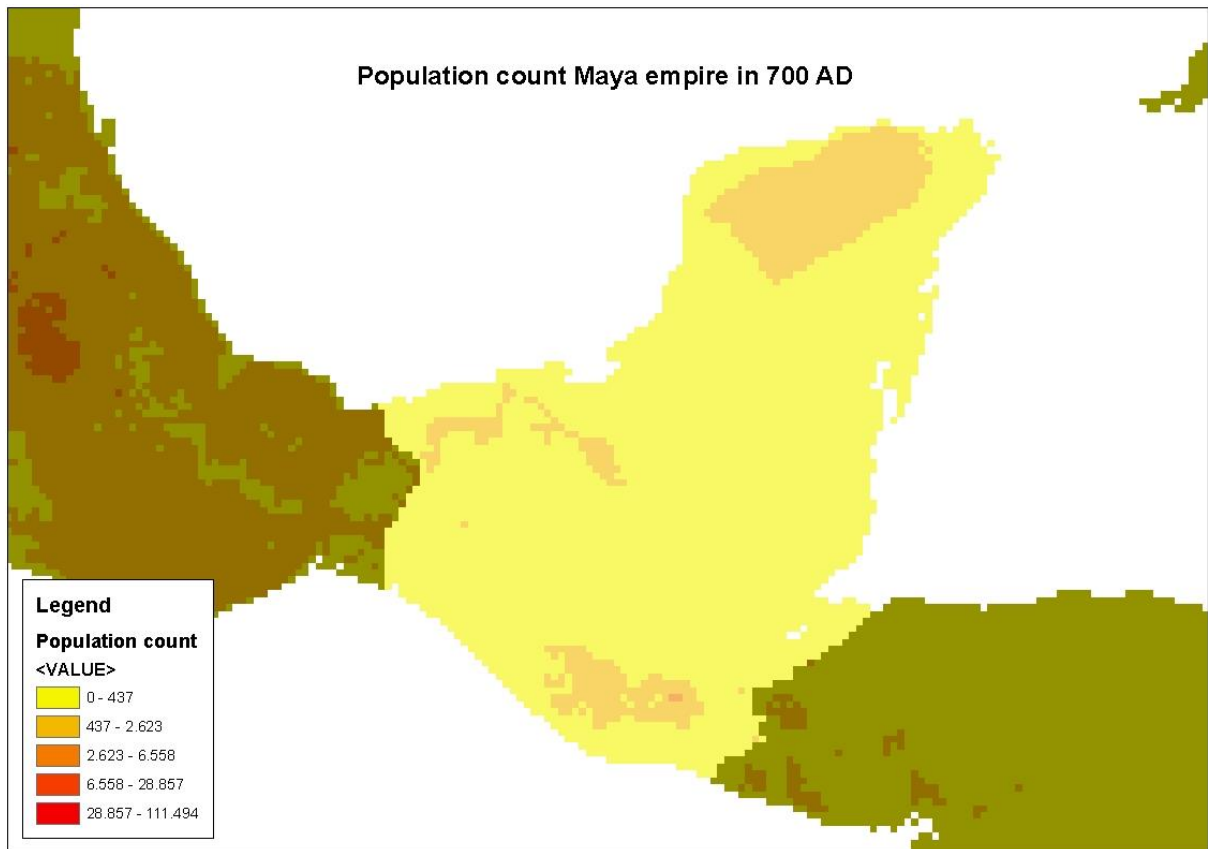 Population count Maya empire in 700 AD
Legend
Population count
<VALUE>
0 - 437
437 - 2.623
2.623 - 6.558
6.558 - 28.857
28.857 - 111.494